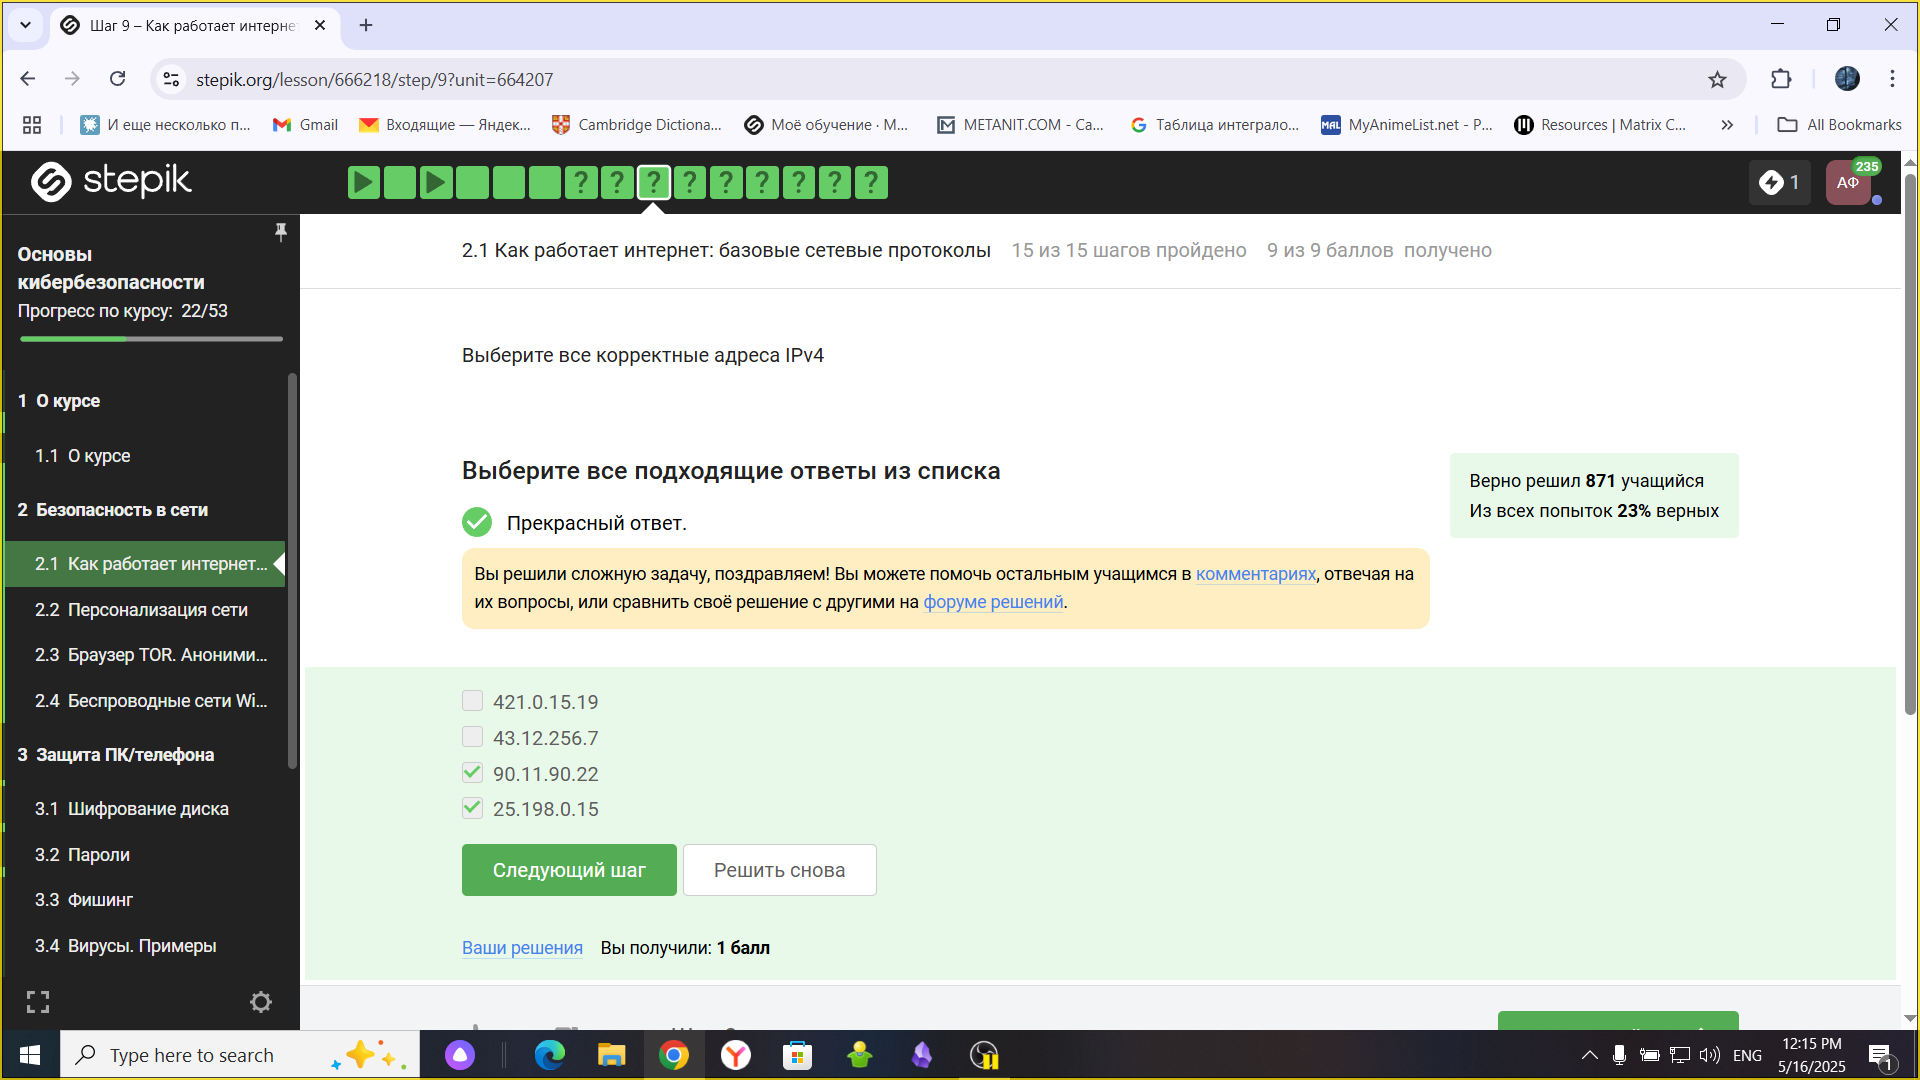 Шаг 9 – Как работает интерне
stepik.org/lesson/666218/step/9?unit=664207
И еще несколько п...
Gmail
Входящие — Яндек...
Cambridge Dictiona...
Моё обучение · М...
METANIT.COM - Са...
Таблица интеграло...
MAL
MyAnimeList.net - P...
Resources | Matrix C...
All Bookmarks
stepik
? ? ? ? ? ? ? ? ?
1
АФ
235
Основы
кибербезопасности
Прогресс по курсу: 22/53
1 О курсе
1.1 О курсе
2 Безопасность в сети
2.1 Как работает интернет...
2.2 Персонализация сети
2.3 Браузер TOR. Аноними...
2.4 Беспроводные сети Wi...
3 Защита ПК/телефона
3.1 Шифрование диска
3.2 Пароли
3.3 Фишинг
3.4 Вирусы. Примеры
2.1 Как работает интернет: базовые сетевые протоколы 15 из 15 шагов пройдено 9 из 9 баллов получено
Выберите все корректные адреса IPv4
Выберите все подходящие ответы из списка
Прекрасный ответ.
Вы решили сложную задачу, поздравляем! Вы можете помочь остальным учащимся в комментариях, отвечая на
их вопросы, или сравнить своё решение с другими на форуме решений.
Верно решил 871 учащийся
Из всех попыток 23% верных
421.0.15.19
43.12.256.7
90.11.90.22
25.198.0.15
Следующий шаг
Решить снова
Ваши решения Вы получили: 1 балл
Type here to search
ENG
12:15 PM
5/16/2025
1